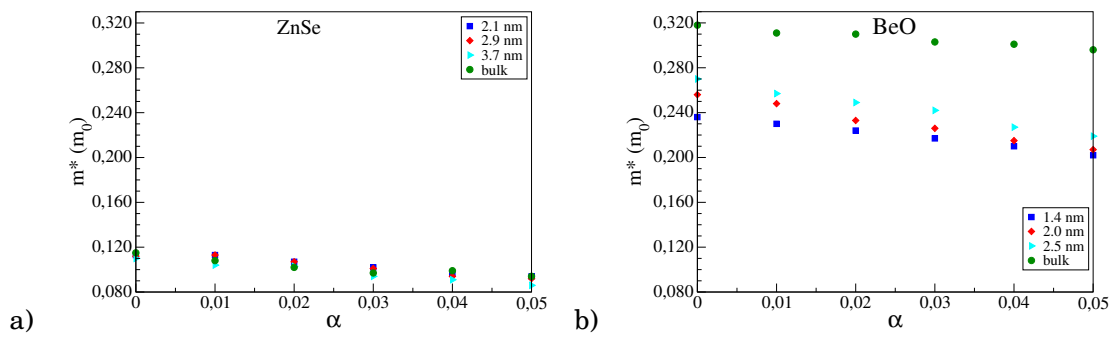 ZnSe
2.1 nm
2.9 nm
3.7 nm
bulk
0,320
0,280
0,240
0,200
0,160
0,120
0,080
m* (m0)
0 0,01 0,02 0,03 0,04 0,05
α
a)
BeO
0,320
0,280
0,240
0,200
0,160
0,120
0,080
m* (m0)
1.4 nm
2.0 nm
2.5 nm
bulk
0 0,01 0,02 0,03 0,04 0,05
α
b)